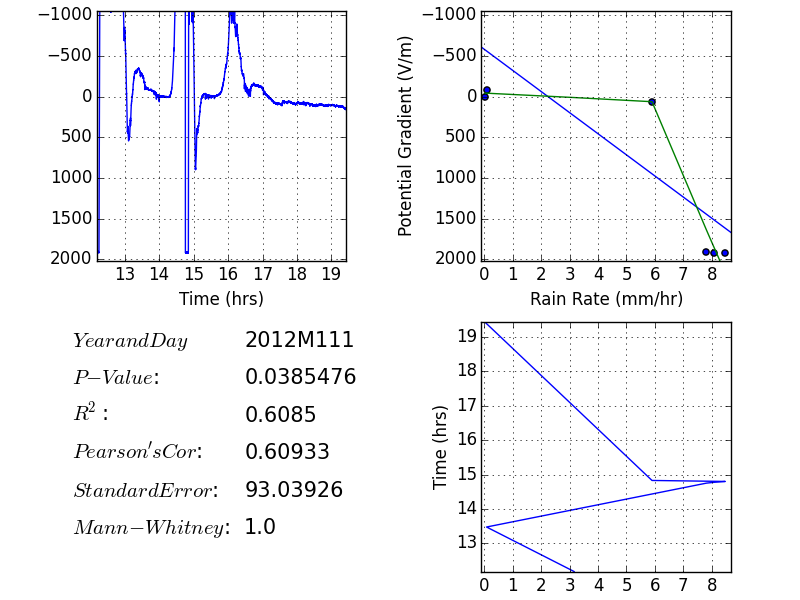 −1000
−500
0
500
1000
1500
2000
13 14 15 16 17 18 19
Time (hrs)
−1000
−500
0
500
1000
1500
2000
Potential Gradient (V/m)
0 1 2 3 4 5 6 7 8
Rain Rate (mm/hr)
YearandDay 2012M111
P−Value: 0.0385476
R²: 0.6085
Pearson'sCor: 0.60933
StandardError: 93.03926
Mann−Whitney: 1.0
19
18
17
16
15
14
13
Time (hrs)
0 1 2 3 4 5 6 7 8